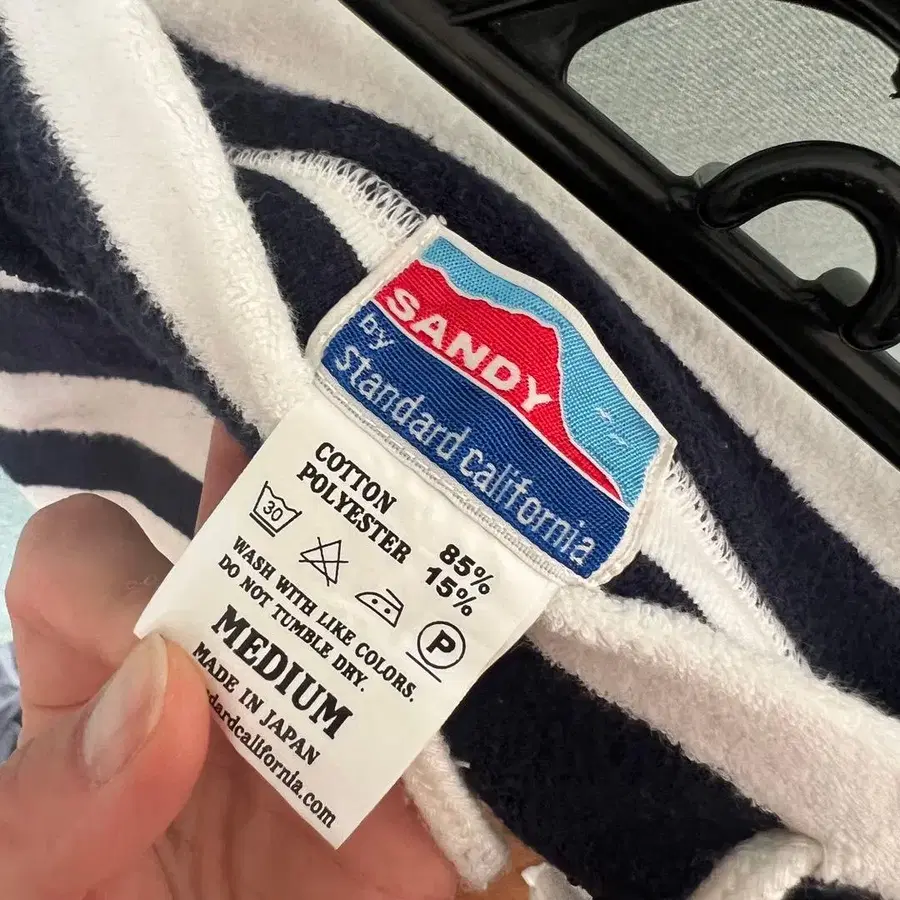 SANDY
by
standard california
COTTON 85%
POLYESTER 15%
30
P
WASH WITH LIKE COLORS.
DO NOT TUMBLE DRY.
MEDIUM
MADE IN JAPAN
dardcalifornia.com